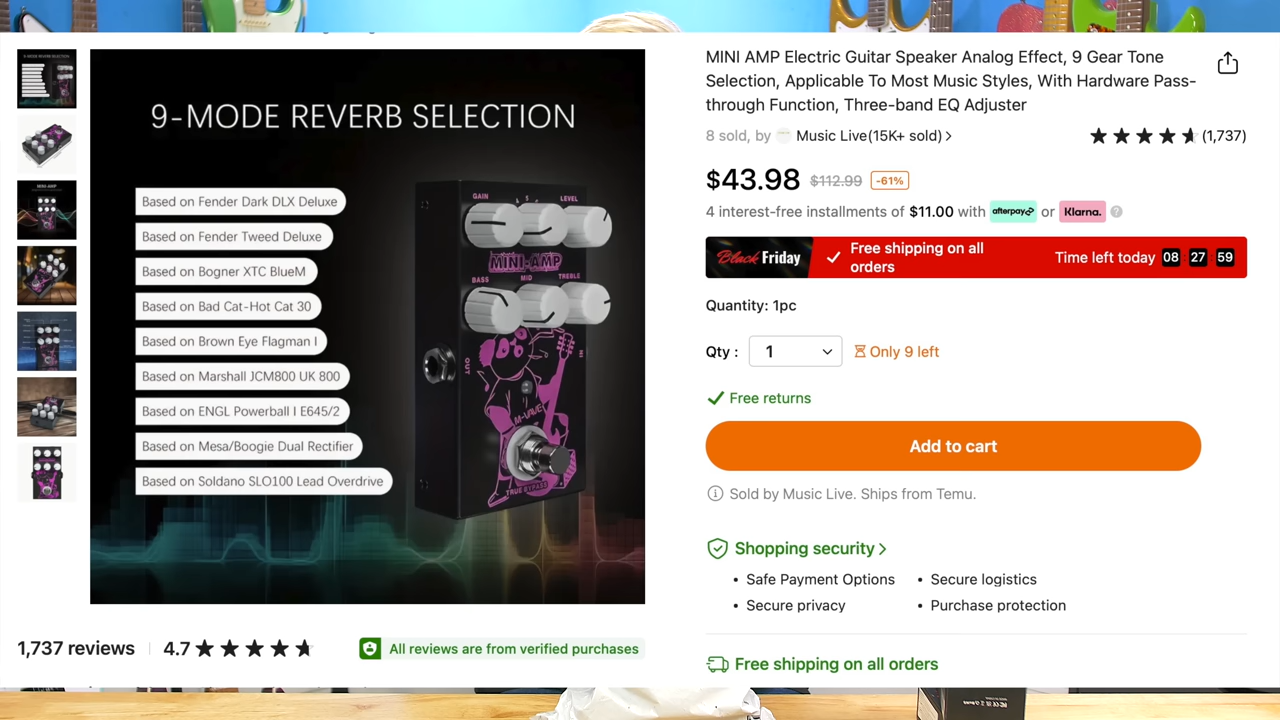 9-MODE REVERB SELECTION
Based on Fender Dark DLX Deluxe
Based on Fender Tweed Deluxe
Based on Bogner XTC BlueM
Based on Bad Cat-Hot Cat 30
Based on Brown Eye Flagman I
Based on Marshall JCM800 UK 800
Based on ENGL Powerball I E645/2
Based on Mesa/Boogie Dual Rectifier
Based on Soldano SLO100 Lead Overdrive
GAIN
5
LEVEL
MINI-AMP
BASS
MID
TREBLE
OUT
IN
M-VAVE
TRUE BYPASS
1,737 reviews
4.7
All reviews are from verified purchases
MINI AMP Electric Guitar Speaker Analog Effect, 9 Gear Tone
Selection, Applicable To Most Music Styles, With Hardware Pass-
through Function, Three-band EQ Adjuster
8 sold, by Music Live(15K+ sold) >
(1,737)
$43.98 $112.99 -61%
4 interest-free installments of $11.00 with afterpay or Klarna. ?
Black Friday
Free shipping on all
orders
Time left today 08 : 27 : 59
Quantity: 1pc
Qty : 1
Only 9 left
Free returns
Add to cart
Sold by Music Live. Ships from Temu.
Shopping security >
• Safe Payment Options
• Secure logistics
• Secure privacy
• Purchase protection
Free shipping on all orders